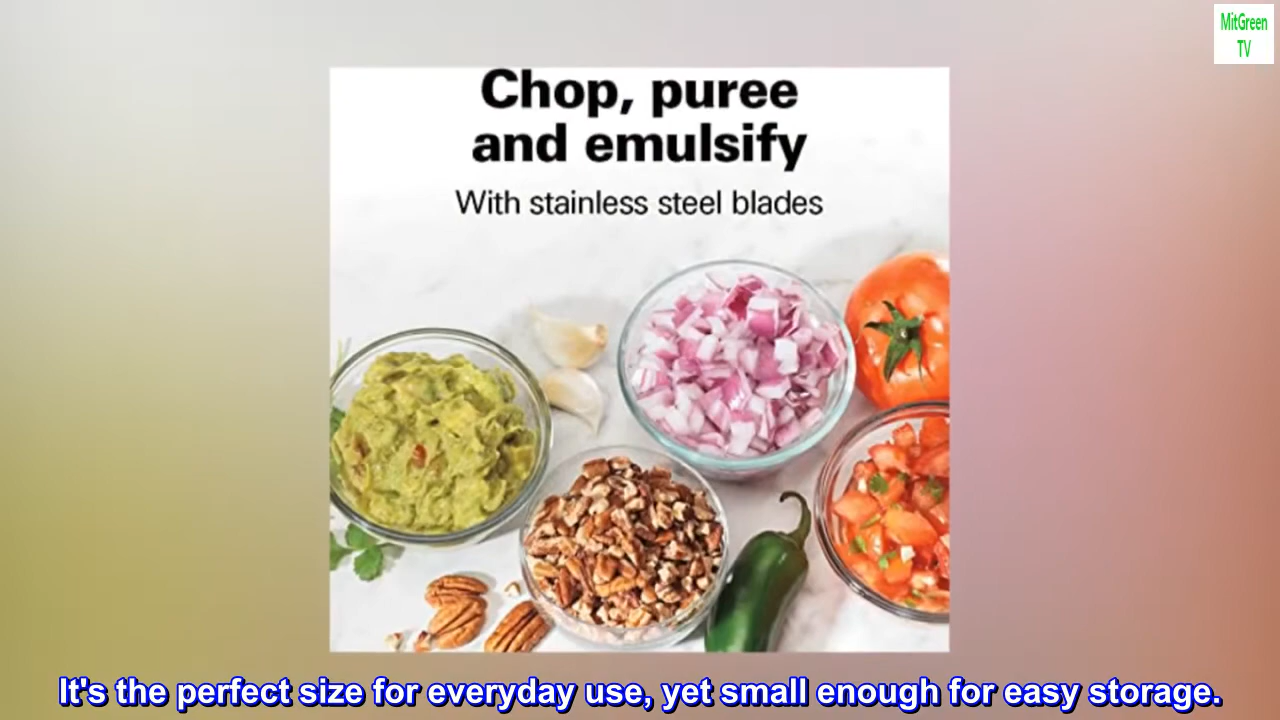 MitGreen
TV
Chop, puree
and emulsify
With stainless steel blades
It's the perfect size for everyday use, yet small enough for easy storage.